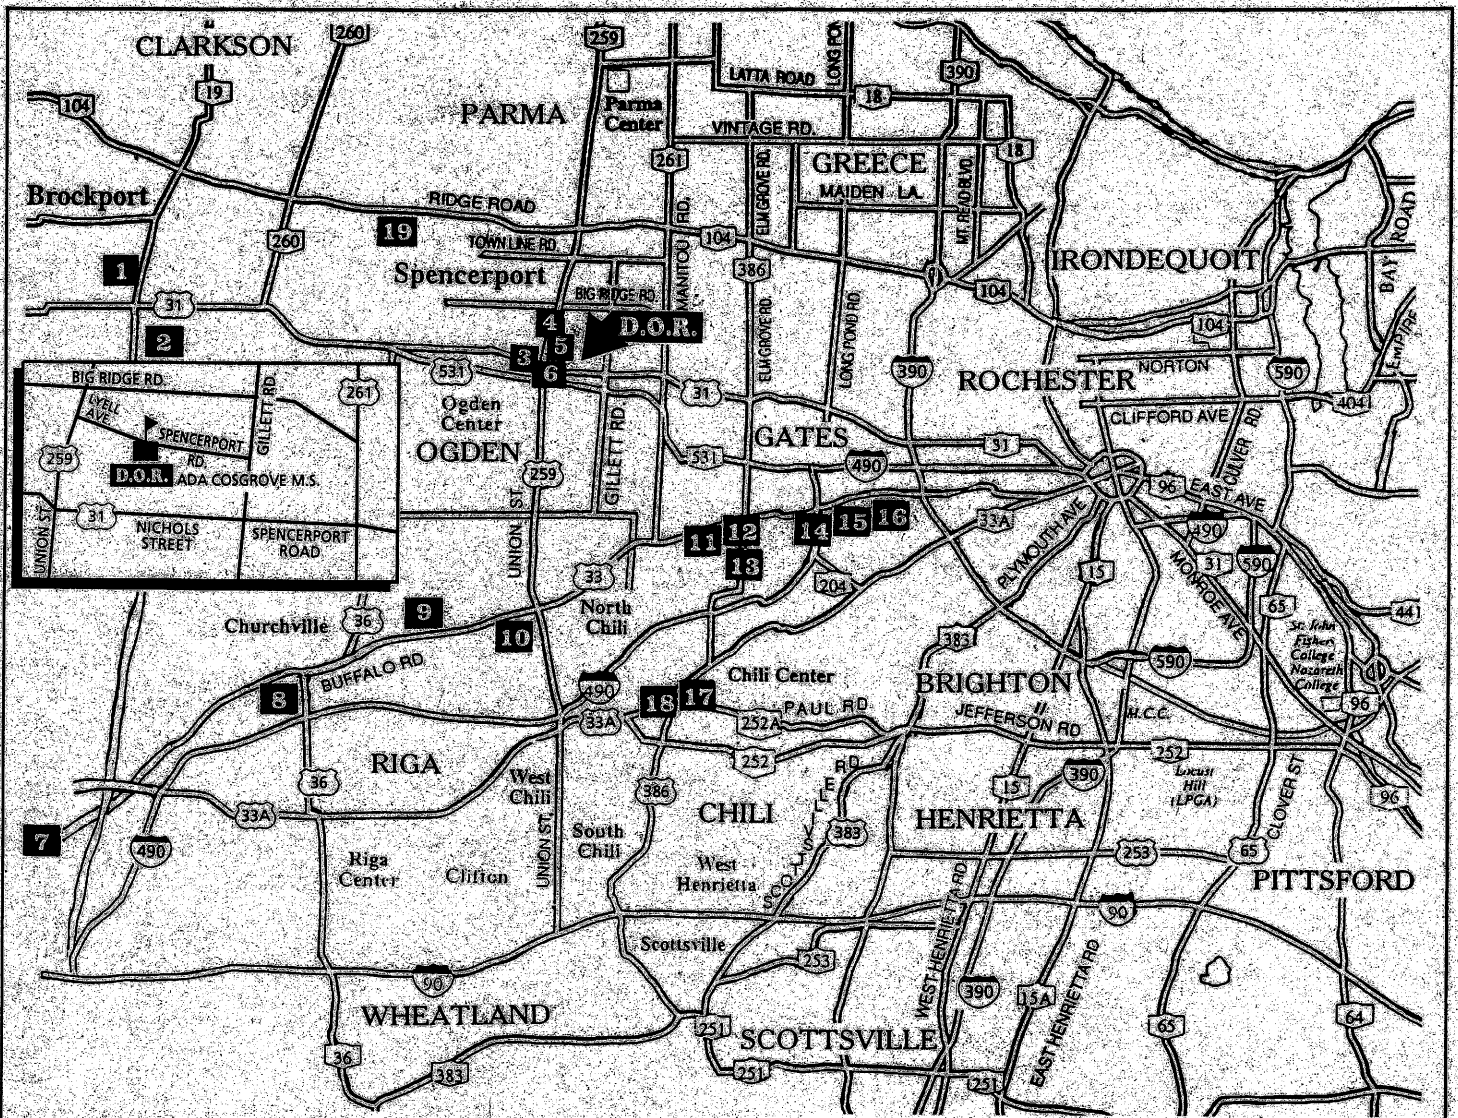 CLARKSON
260
259
LONG PO
390
19
LATTA ROAD
104
PARMA
Parma
Center
18
VINTAGE RD.
261
GREECE
18
Brockport
RIDGE ROAD
ELM GROVE RD.
MAIDEN LA.
MT. READ BLVD.
19
260
TOWN LINE RD.
MANITOU RD.
104
IRONDEQUOIT
BAY ROAD
1
Spencerport
386
31
BIG RIDGE RD.
104
104
EMPIRE
2
4
D.O.R.
ELM GROVE RD.
LONG POND RD.
3
5
6
531
390
ROCHESTER
NORTON
590
31
404
CLIFFORD AVE
CULVER RD.
BIG RIDGE RD.
GILLETT RD.
261
LYELL
AVE
SPENCERPORT
RD.
259
D.O.R.
ADA COSGROVE M.S.
31
NICHOLS
STREET
SPENCERPORT
ROAD
UNION ST.
Ogden
Center
OGDEN
GILLETT RD.
GATES
31
531
490
259
96
EAST AVE
UNION ST.
11
12
14
15
16
33A
PLYMOUTH AVE
490
13
MONROE AVE
31
590
33
204
15
65
44
Churchville
36
9
North
Chili
10
383
St. John
Fishers
College
Nazareth
College
590
BUFFALO RD
8
490
18
17
Chili Center
BRIGHTON
33A
252A
PAUL RD
JEFFERSON RD
M.C.C.
96
252
252
RIGA
36
West
Chili
386
SCOTTSVILLE RD
390
15
Locust
Hill
(LPGA)
CLOVER ST
96
33A
CHILI
HENRIETTA
7
490
UNION ST.
South
Chili
383
253
65
Riga
Center
Clifton
West
Henrietta
WEST HENRIETTA RD
PITTSFORD
90
Scottsville
253
EAST HENRIETTA RD
90
390
15A
WHEATLAND
251
SCOTTSVILLE
65
64
36
383
251
251